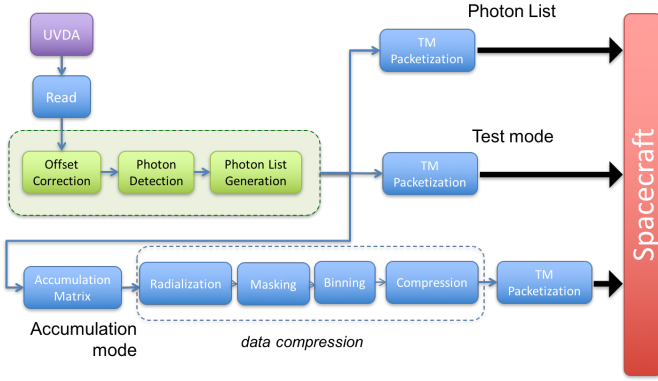 Photon List
UVDA
TM
Packetization
Read
Test mode
Offset
Correction
Photon
Detection
Photon List
Generation
TM
Packetization
Spacecraft
Accumulation
Matrix
Radialization
Masking
Binning
Compression
TM
Packetization
Accumulation
mode
data compression